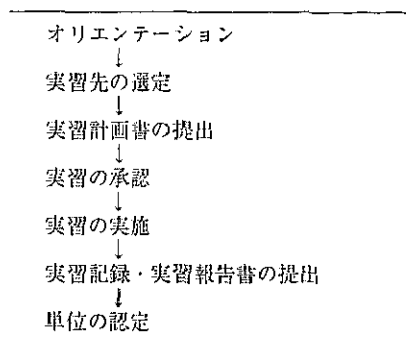 オリエンテーション
↓
実習先の選定
↓
実習計画書の提出
↓
実習の承認
↓
実習の実施
↓
実習記録・実習報告書の提出
↓
単位の認定